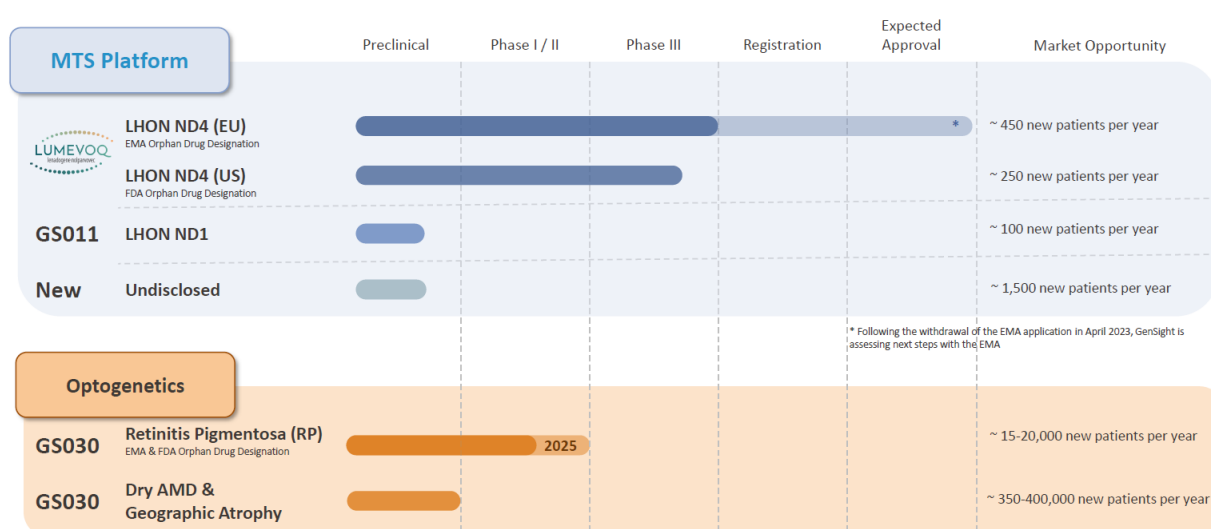 Preclinical
Phase I / II
Phase III
Registration
Expected
Approval
Market Opportunity
MTS Platform
LUMEVOQ
LHON ND4 (EU)
EMA Orphan Drug Designation
*
~ 450 new patients per year
LHON ND4 (US)
FDA Orphan Drug Designation
~ 250 new patients per year
GS011
LHON ND1
~ 100 new patients per year
New
Undisclosed
~ 1,500 new patients per year
* Following the withdrawal of the EMA application in April 2023, GenSight is
assessing next steps with the EMA
Optogenetics
GS030
Retinitis Pigmentosa (RP)
EMA & FDA Orphan Drug Designation
2025
~ 15-20,000 new patients per year
GS030
Dry AMD &
Geographic Atrophy
~ 350-400,000 new patients per year